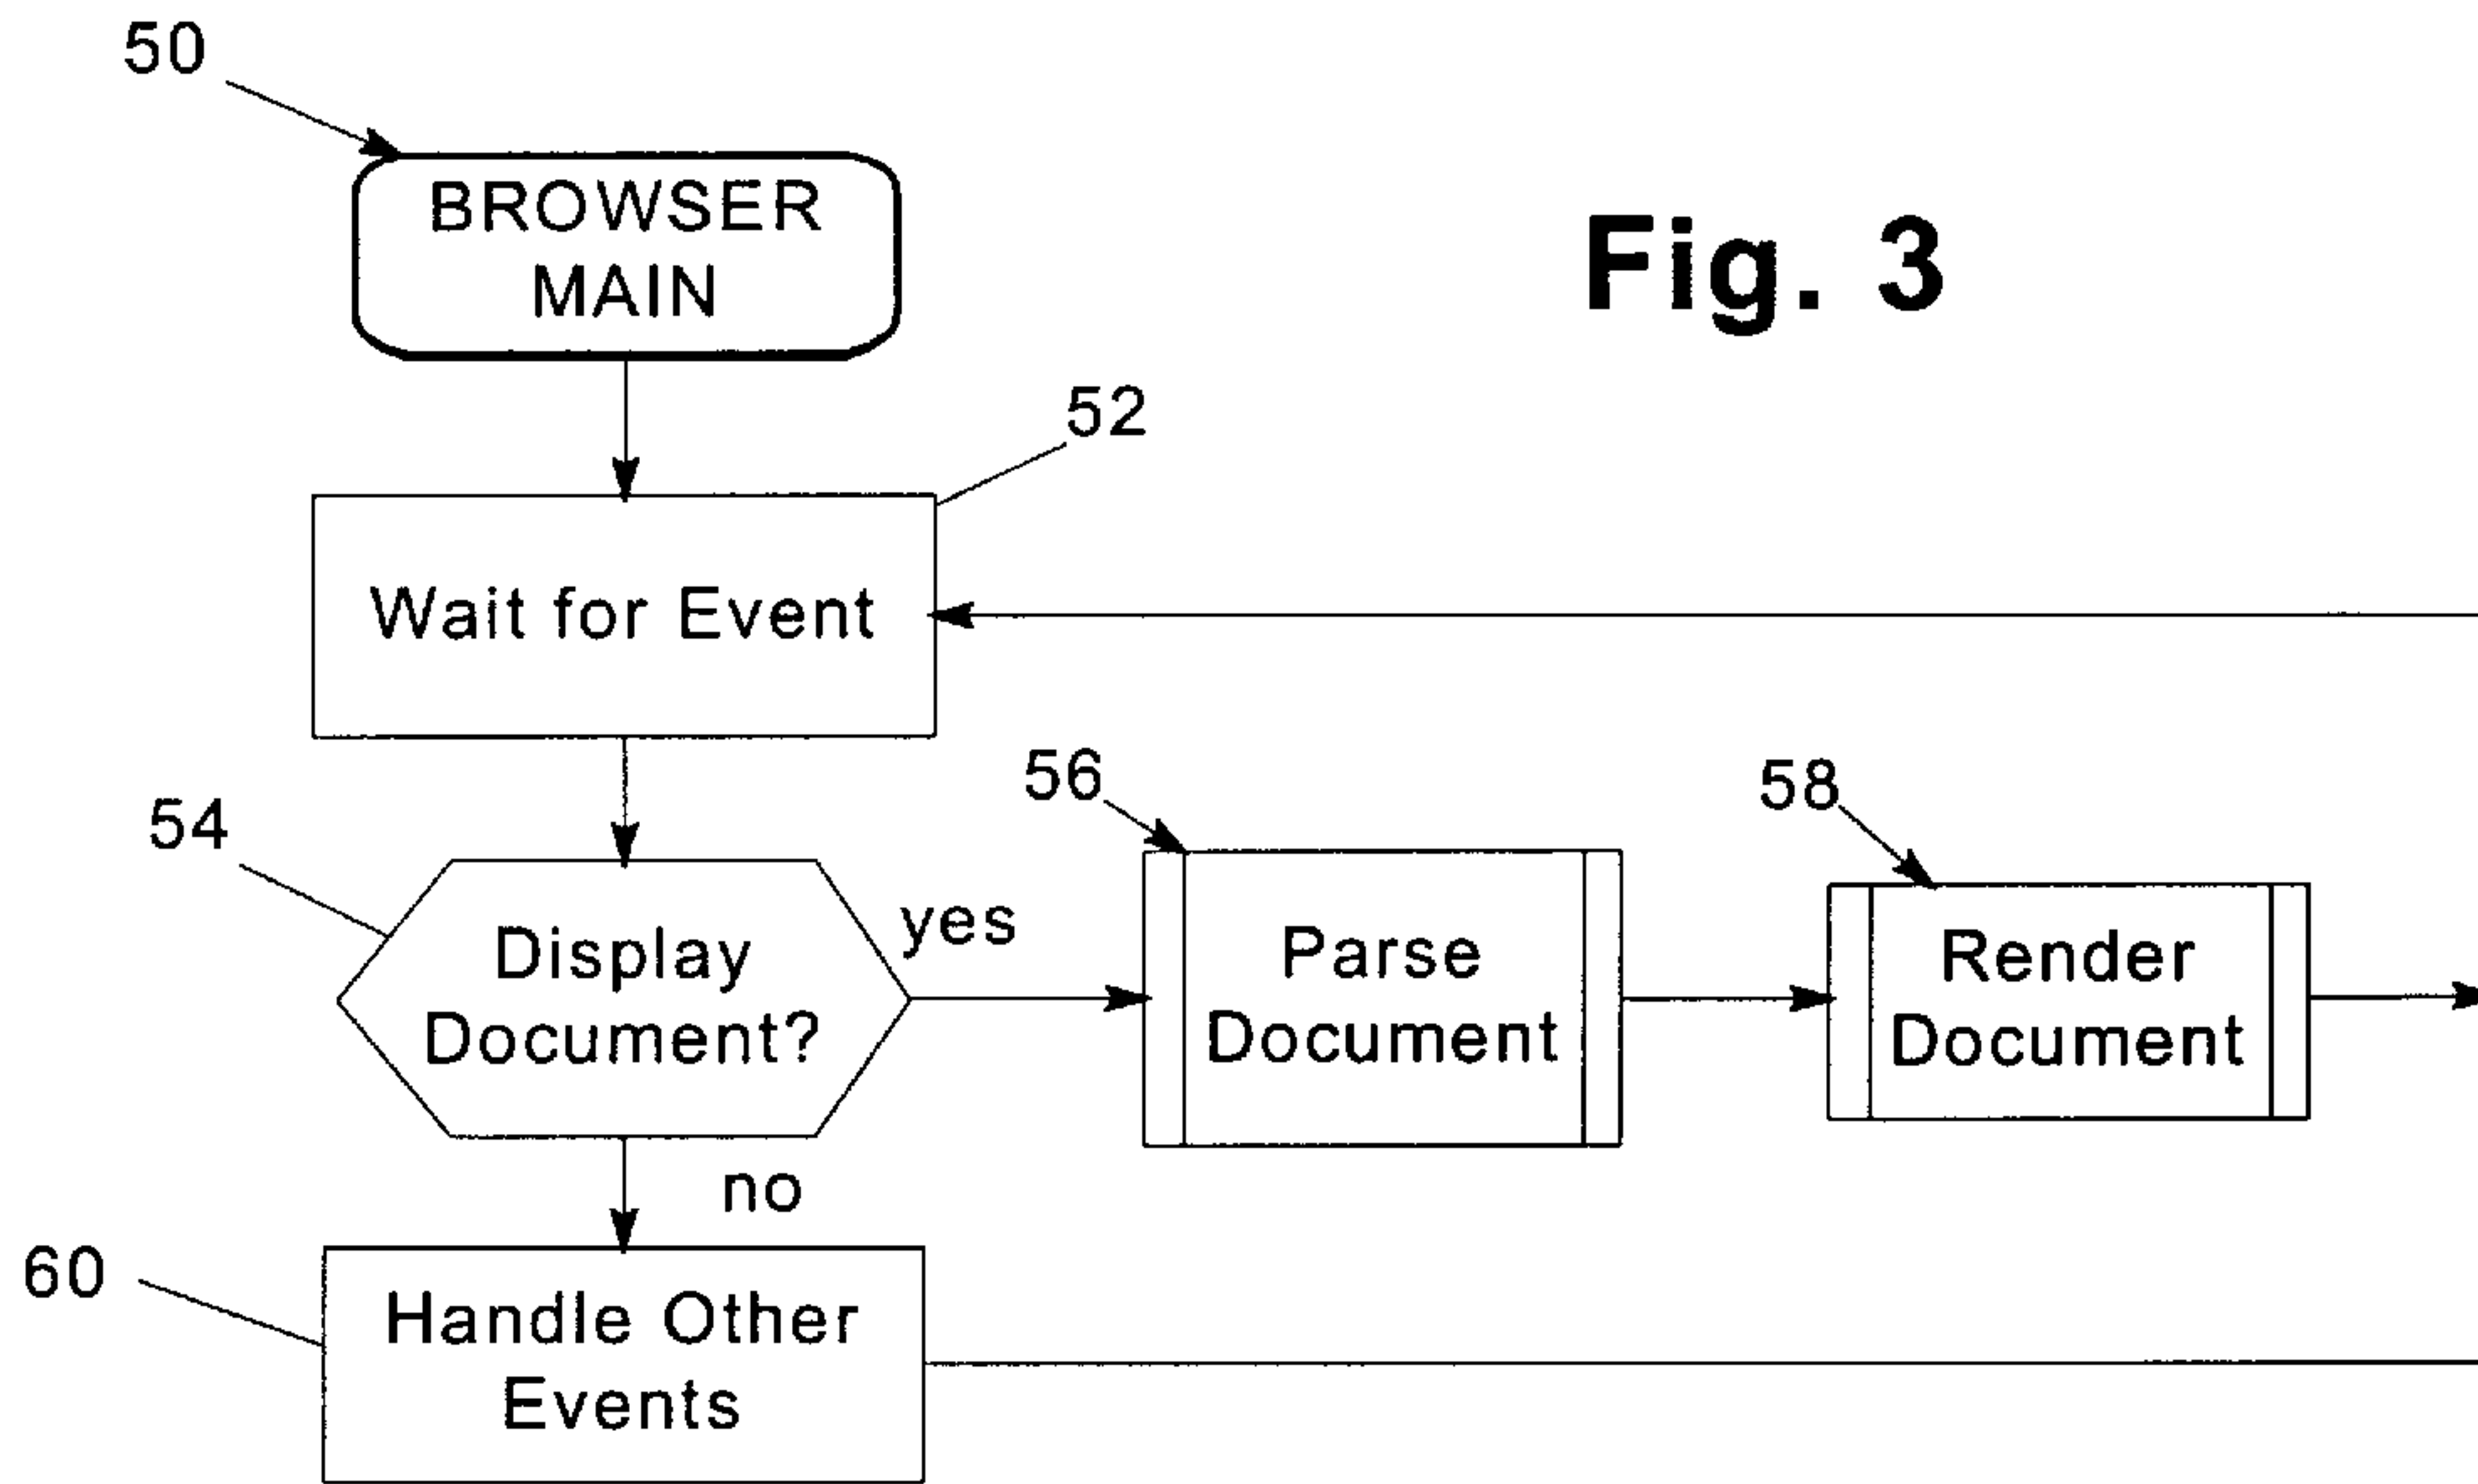 50
BROWSER
MAIN
Fig. 3
52
Wait for Event
54
Display
Document?
yes
56
Parse
Document
58
Render
Document
no
60
Handle Other
Events